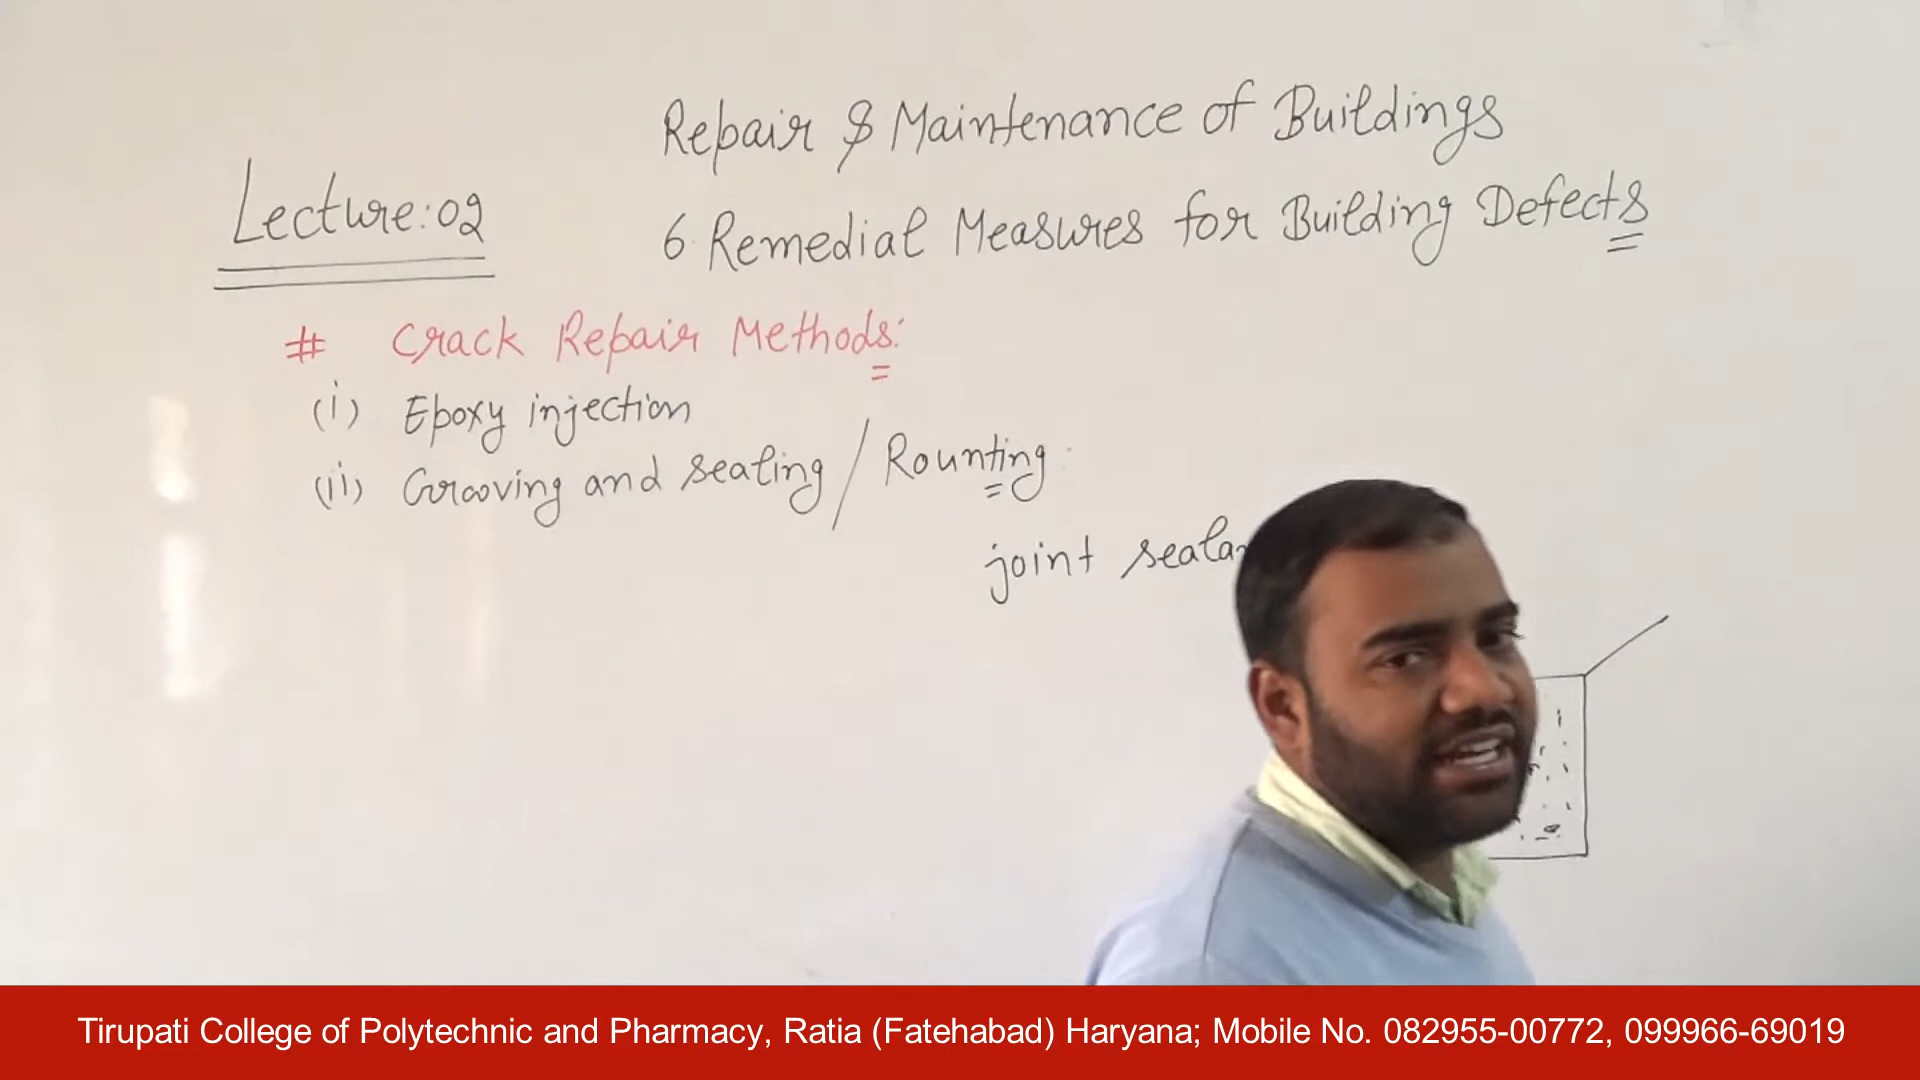 Repair & Maintenance of Buildings
Lecture:02
6. Remedial Measures for Building Defects
# Crack Repair Methods:
(i) Epoxy injection
(ii) Grooving and sealing / Rounting
joint
Tirupati College of Polytechnic and Pharmacy, Ratia (Fatehabad) Haryana; Mobile No. 082955-00772, 099966-69019